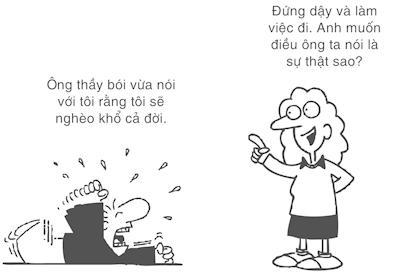 Đứng dậy và làm
việc đi. Anh muốn
điều ông ta nói là
sự thật sao?
Ông thầy bói vừa nói
với tôi rằng tôi sẽ
nghèo khổ cả đời.